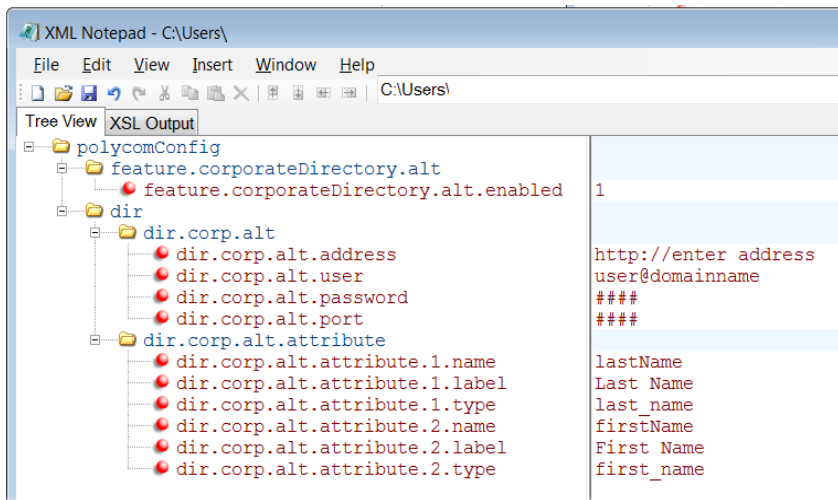 XML Notepad - C:\Users\
File Edit View Insert Window Help
C:\Users\
Tree View XSL Output
polycomConfig
feature.corporateDirectory.alt
feature.corporateDirectory.alt.enabled 1
dir
dir.corp.alt
dir.corp.alt.address http://enter address
dir.corp.alt.user user@domainname
dir.corp.alt.password ####
dir.corp.alt.port ####
dir.corp.alt.attribute
dir.corp.alt.attribute.1.name lastName
dir.corp.alt.attribute.1.label Last Name
dir.corp.alt.attribute.1.type last_name
dir.corp.alt.attribute.2.name firstName
dir.corp.alt.attribute.2.label First Name
dir.corp.alt.attribute.2.type first_name